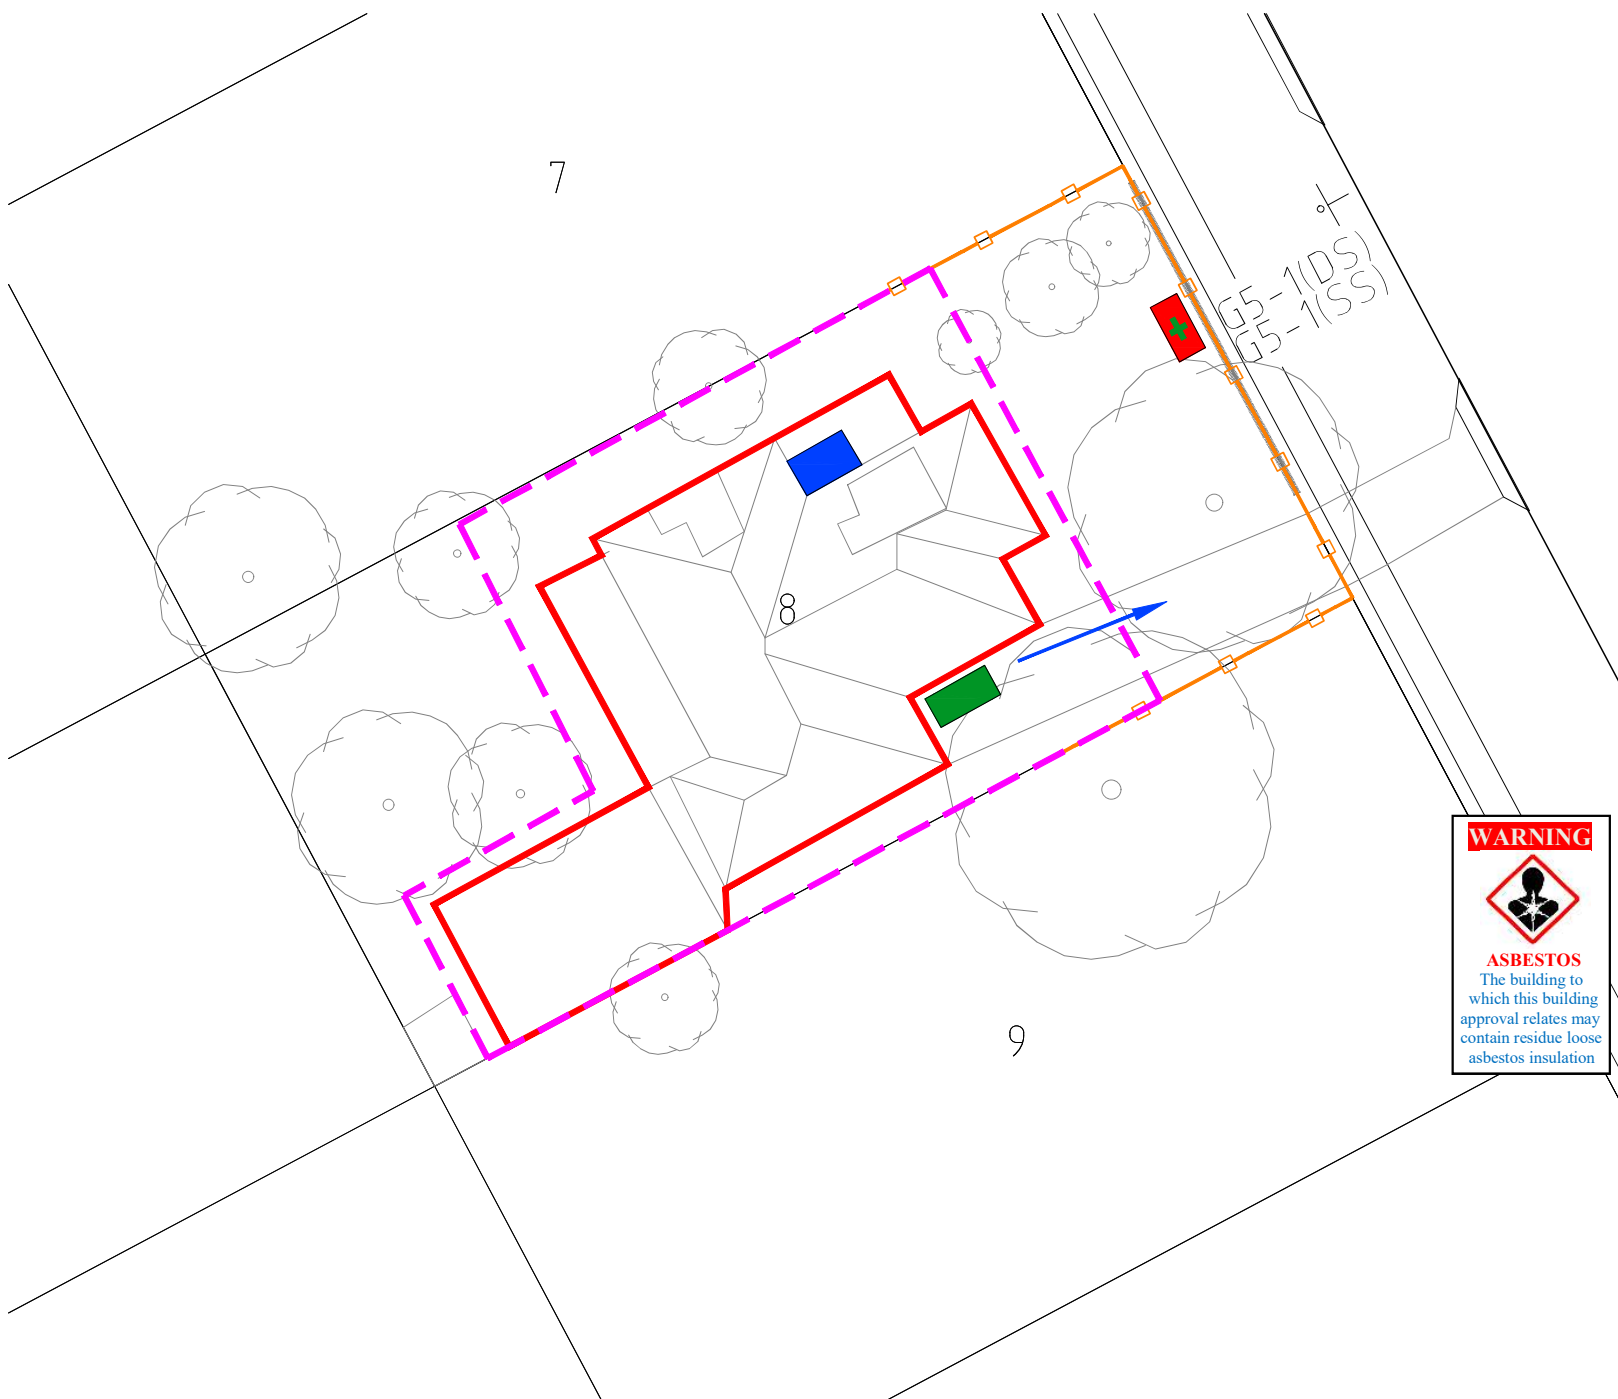 7
G5-1(DS)
G5-1(SS)
8
9
WARNING
ASBESTOS
The building to
which this building
approval relates may
contain residue loose
asbestos insulation